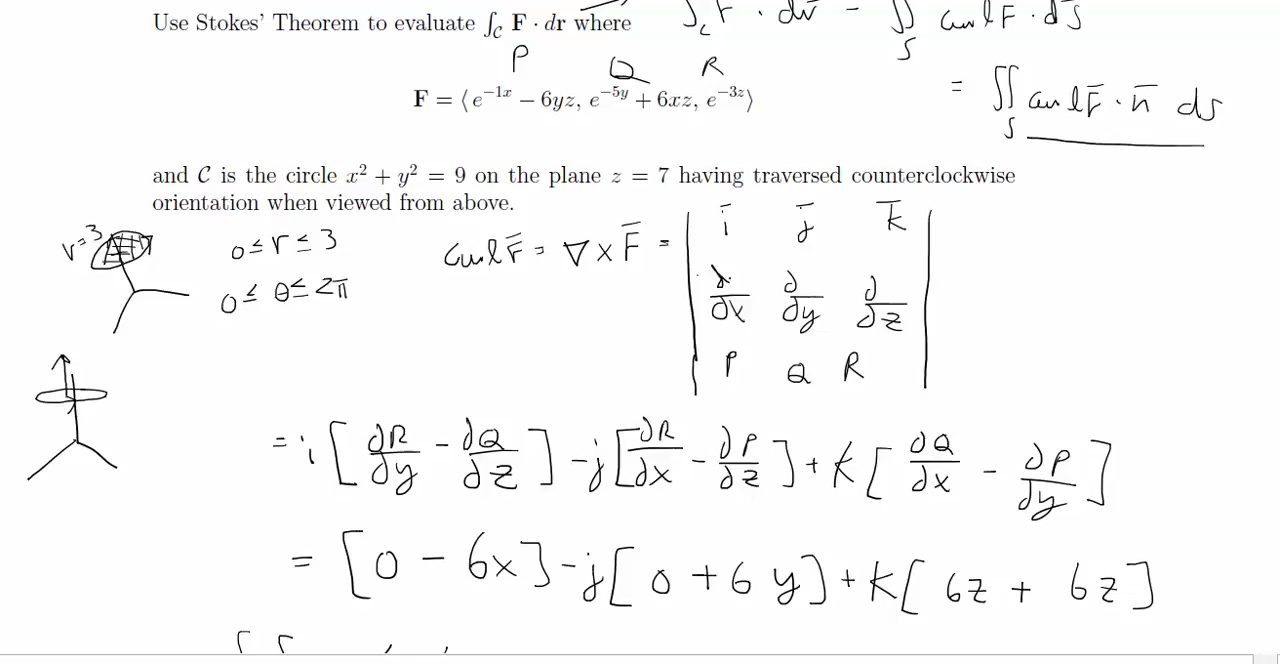 Use Stokes' Theorem to evaluate ∫_C F · dr where ∫_c F · dr̄ = ∬_S curl F · dS̄
P Q R
F = ⟨e^{−1x} − 6yz, e^{−5y} + 6xz, e^{−3z}⟩ = ∬_S curl F̄ · n̄ ds
and C is the circle x² + y² = 9 on the plane z = 7 having traversed counterclockwise
orientation when viewed from above.
r=3 0 ≤ r ≤ 3 curl F̄ = ∇ × F̄ = | ī j̄ k̄ |
0 ≤ θ ≤ 2π | ∂/∂x ∂/∂y ∂/∂z |
| P Q R |
= i [∂R/∂y − ∂Q/∂z] − j [∂R/∂x − ∂P/∂z] + k [∂Q/∂x − ∂P/∂y]
= [0 − 6x] − j [0 + 6y] + k [6z + 6z]